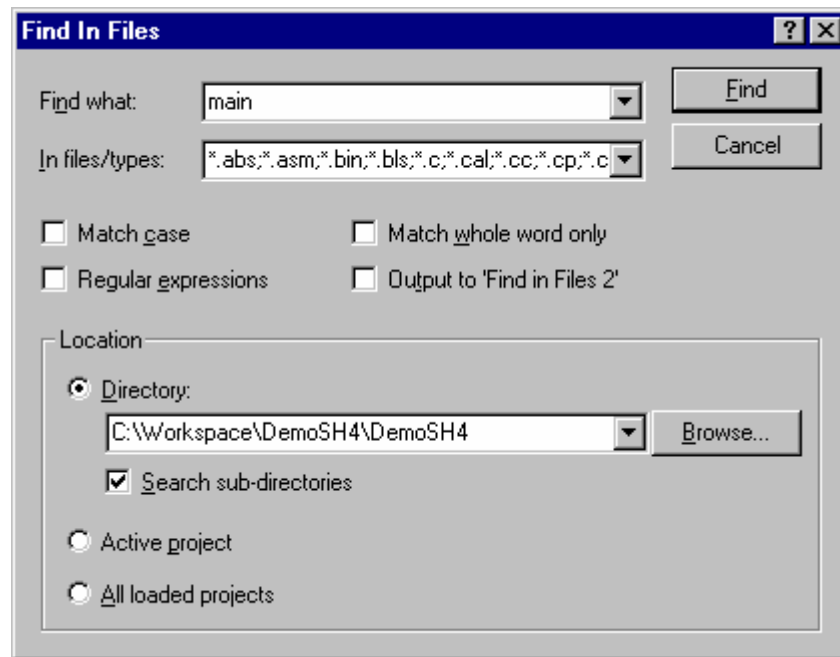 Find In Files
Find what: main Find
In files/types: *.abs;*.asm;*.bin;*.bls;*.c;*.cal;*.cc;*.cp;*.c Cancel
Match case Match whole word only
Regular expressions Output to 'Find in Files 2'
Location
Directory:
C:\Workspace\DemoSH4\DemoSH4 Browse...
Search sub-directories
Active project
All loaded projects